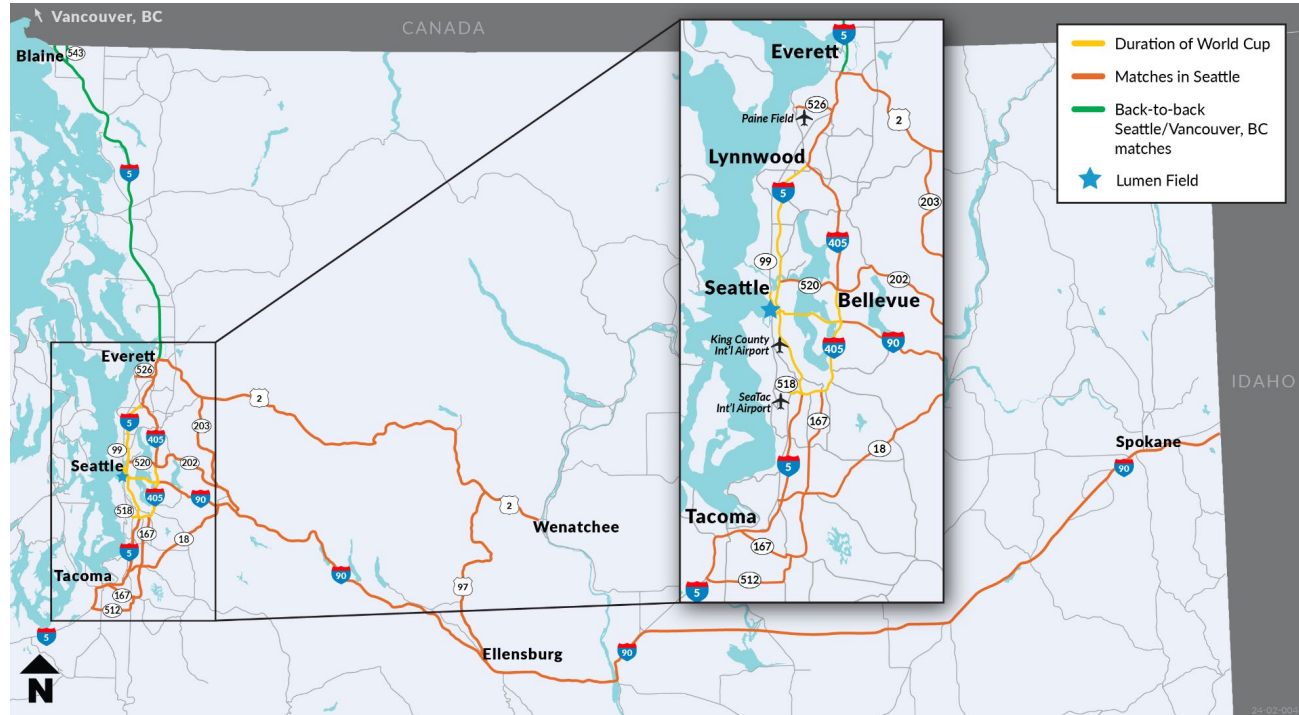 Vancouver, BC
CANADA
Blaine
543
5
Everett
526
2
203
5
405
99
Seattle
520
202
405
90
518
167
18
5
Tacoma
167
512
5
N
2
Wenatchee
97
90
Ellensburg
90
Spokane
90
IDAHO
5
Everett
526
Paine Field
2
Lynnwood
5
203
405
99
202
520
Seattle
Bellevue
King County
Int'l Airport
405
90
518
SeaTac
Int'l Airport
167
18
5
Tacoma
167
512
5
Duration of World Cup
Matches in Seattle
Back-to-back
Seattle/Vancouver, BC
matches
Lumen Field
24-02-004